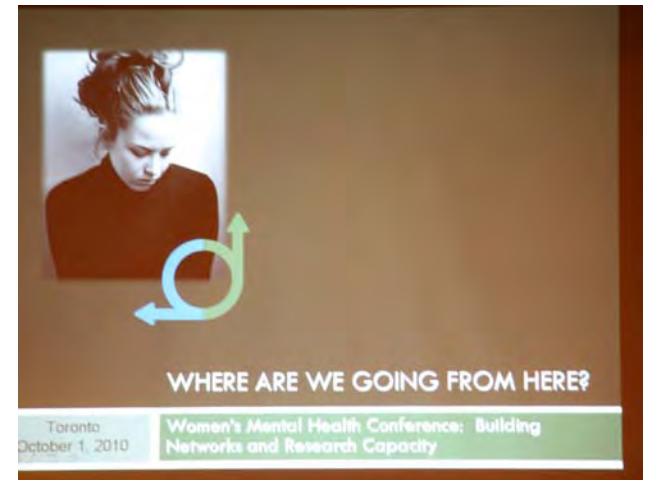 WHERE ARE WE GOING FROM HERE?
Toronto
October 1, 2010
Women's Mental Health Conference: Building
Networks and Research Capacity